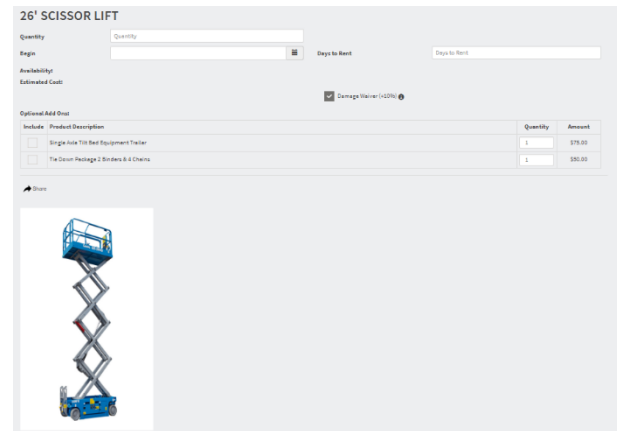 26' SCISSOR LIFT
Quantity Quantity
Begin Days to Rent Days to Rent
Availability:
Estimated Cost:
Damage Waiver (+10%)
Optional Add Ons:
Include Product Description Quantity Amount
Single Axle Tilt Bed Equipment Trailer 1 $75.00
Tie Down Package 2 Binders & 4 Chains 1 $50.00
Share